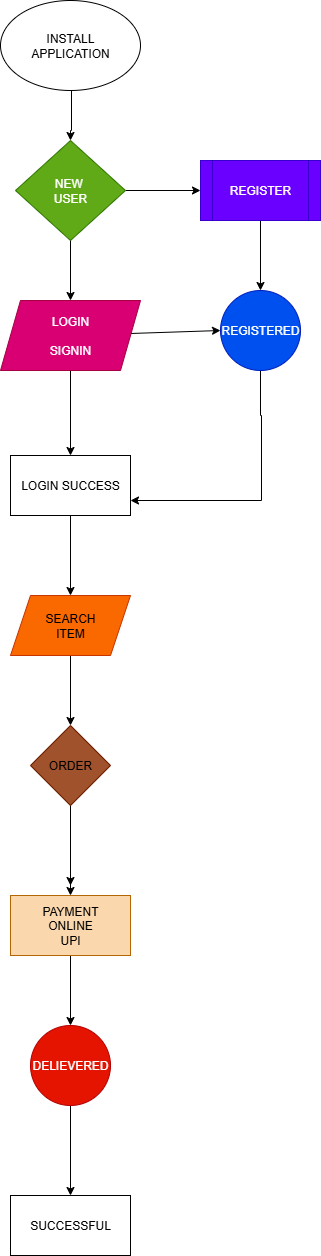 INSTALL
APPLICATION
NEW
USER
REGISTER
LOGIN
SIGNIN
REGISTERED
LOGIN SUCCESS
SEARCH
ITEM
ORDER
PAYMENT
ONLINE
UPI
DELIEVERED
SUCCESSFUL